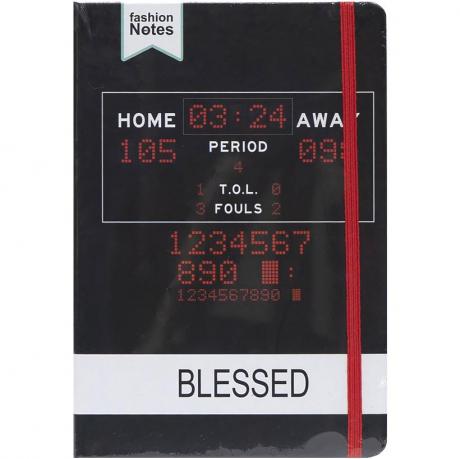 fashion
Notes
HOME 03:24 AWAY
105 PERIOD 09
4
1 T.O.L. 0
3 FOULS 2
1234567
890 :
1234567890
BLESSED